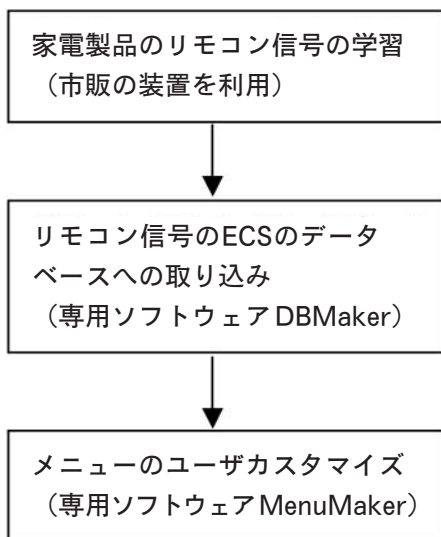 家電製品のリモコン信号の学習
(市販の装置を利用)
リモコン信号のECSのデータ
ベースへの取り込み
(専用ソフトウェアDBMaker)
メニューのユーザカスタマイズ
(専用ソフトウェアMenuMaker)